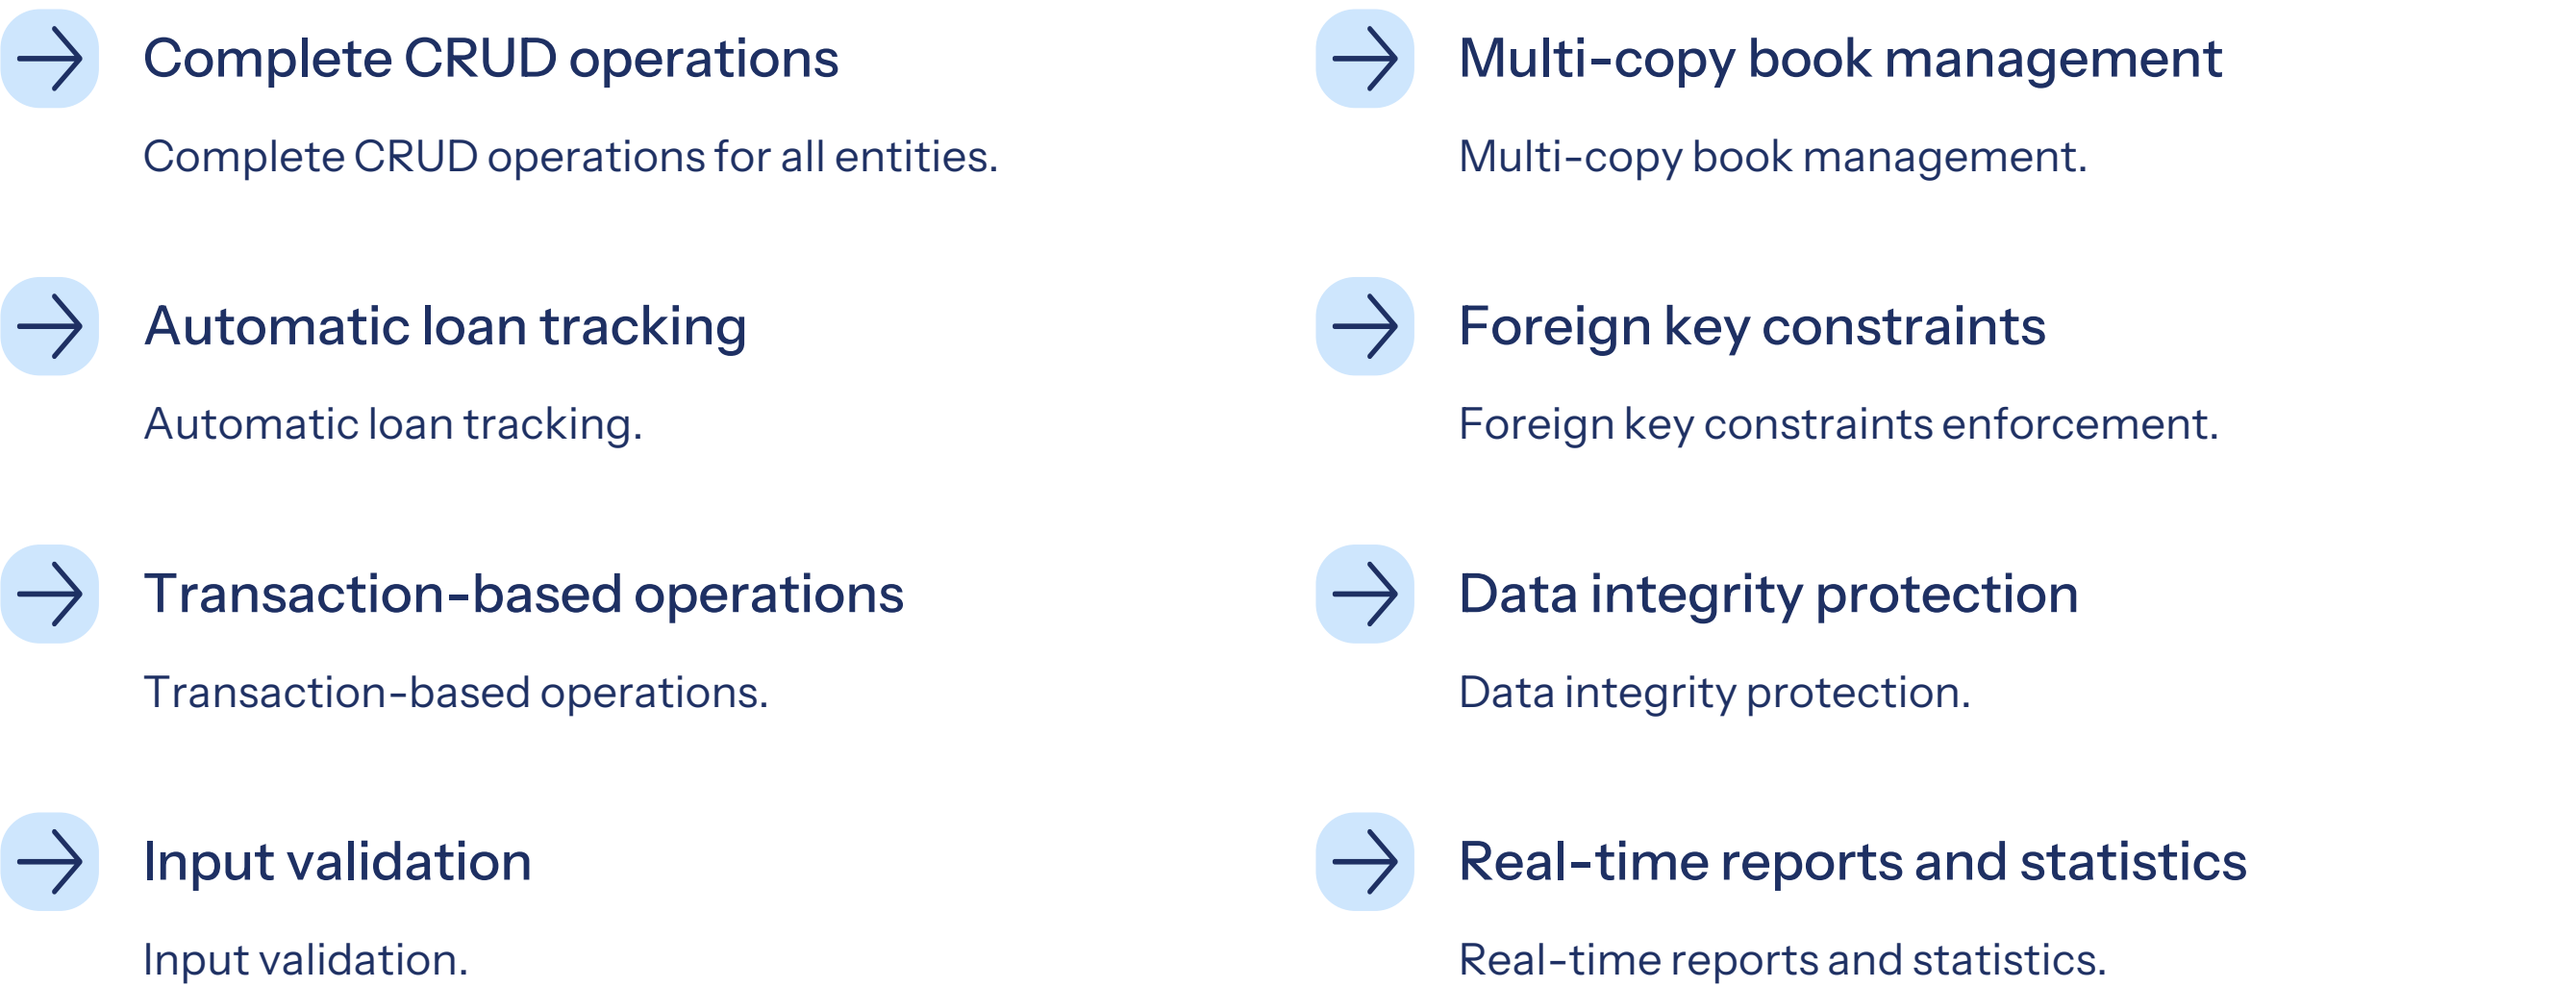 Complete CRUD operations
Complete CRUD operations for all entities.
Multi-copy book management
Multi-copy book management.
Automatic loan tracking
Automatic loan tracking.
Foreign key constraints
Foreign key constraints enforcement.
Transaction-based operations
Transaction-based operations.
Data integrity protection
Data integrity protection.
Input validation
Input validation.
Real-time reports and statistics
Real-time reports and statistics.